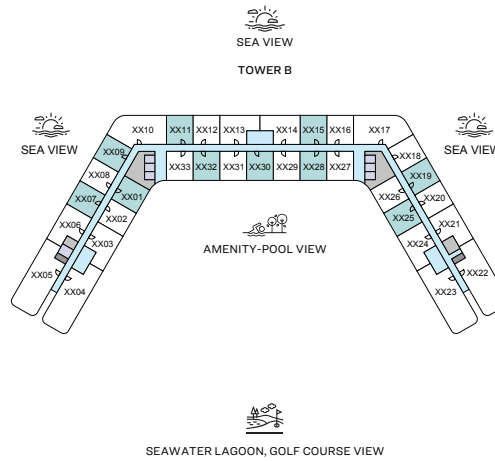 SEA VIEW
TOWER B
SEA VIEW
SEA VIEW
XX10
XX11
XX12
XX13
XX14
XX15
XX16
XX17
XX09
XX33
XX32
XX31
XX30
XX29
XX28
XX27
XX18
XX08
XX01
XX26
XX19
XX07
XX02
XX25
XX20
XX06
XX03
XX24
XX21
XX05
XX04
XX23
XX22
AMENITY-POOL VIEW
SEAWATER LAGOON, GOLF COURSE VIEW